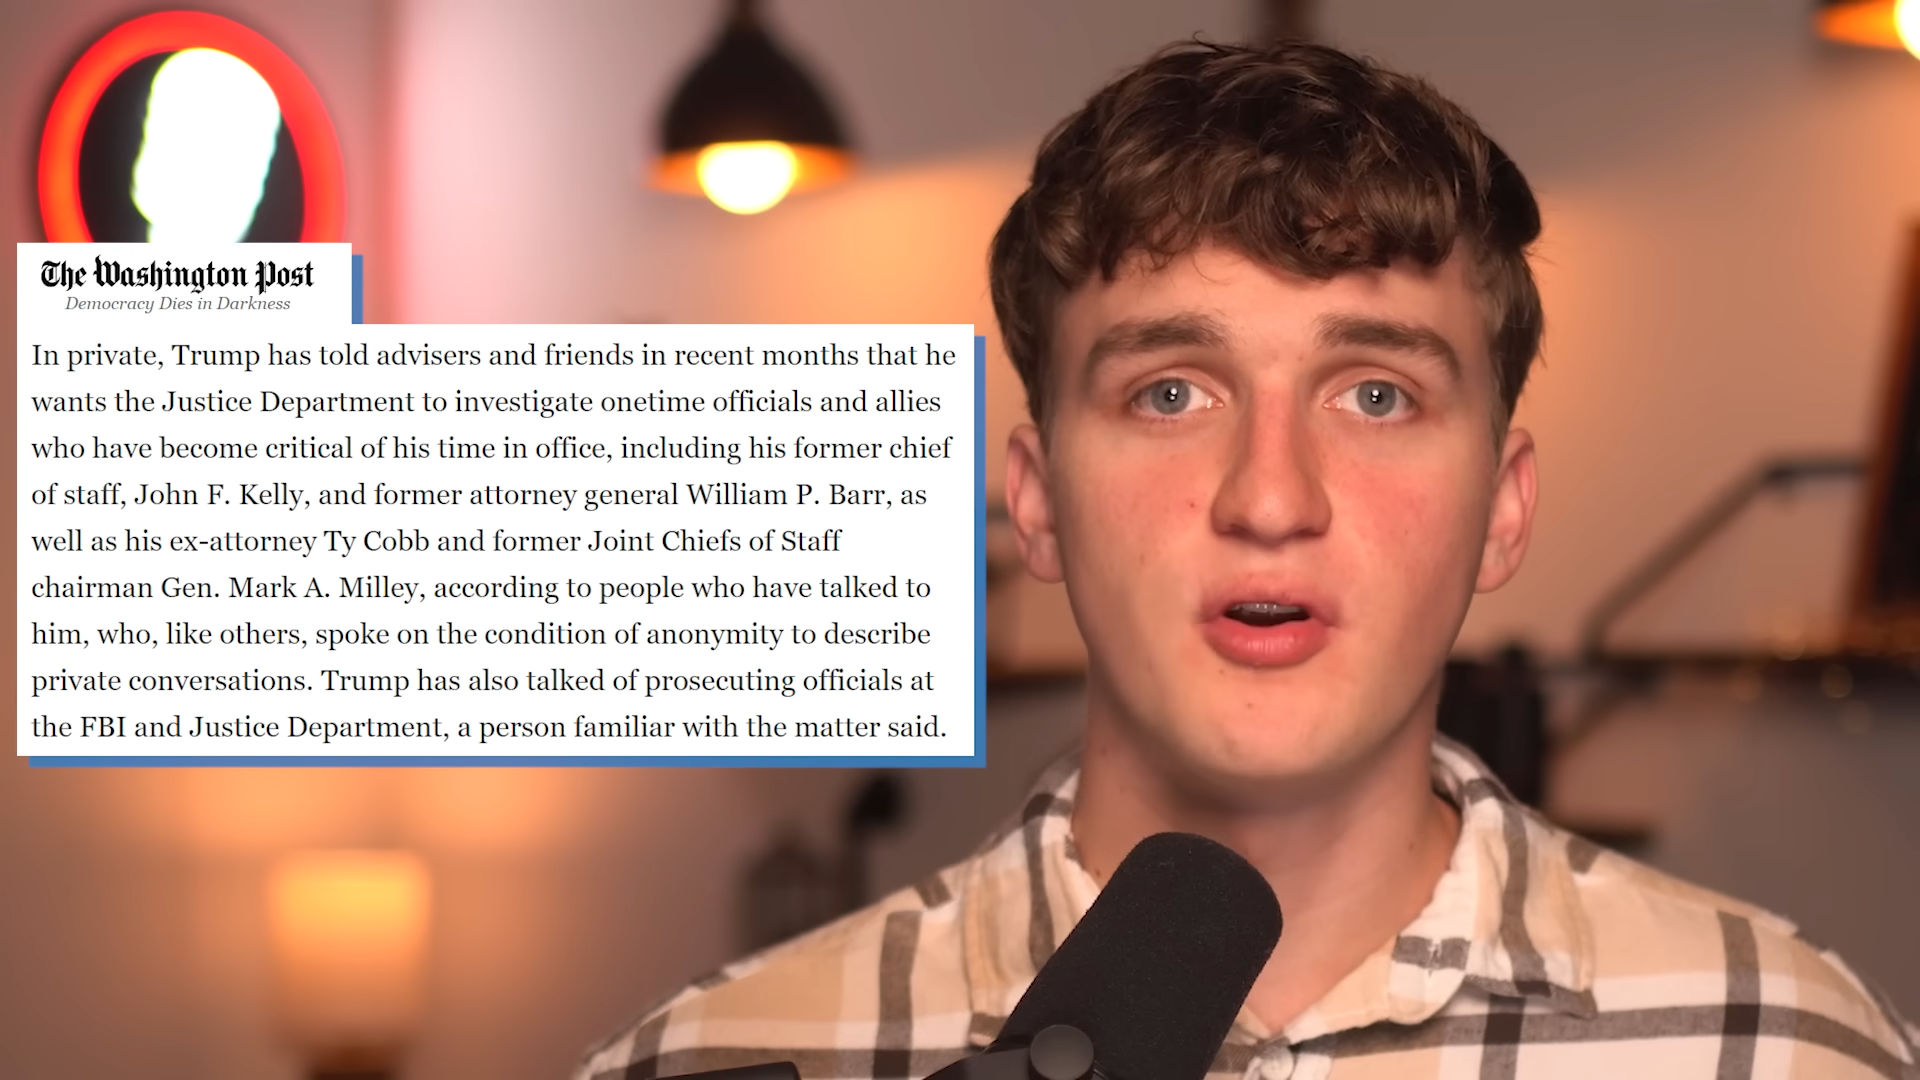 The Washington Post
Democracy Dies in Darkness
In private, Trump has told advisers and friends in recent months that he
wants the Justice Department to investigate onetime officials and allies
who have become critical of his time in office, including his former chief
of staff, John F. Kelly, and former attorney general William P. Barr, as
well as his ex-attorney Ty Cobb and former Joint Chiefs of Staff
chairman Gen. Mark A. Milley, according to people who have talked to
him, who, like others, spoke on the condition of anonymity to describe
private conversations. Trump has also talked of prosecuting officials at
the FBI and Justice Department, a person familiar with the matter said.